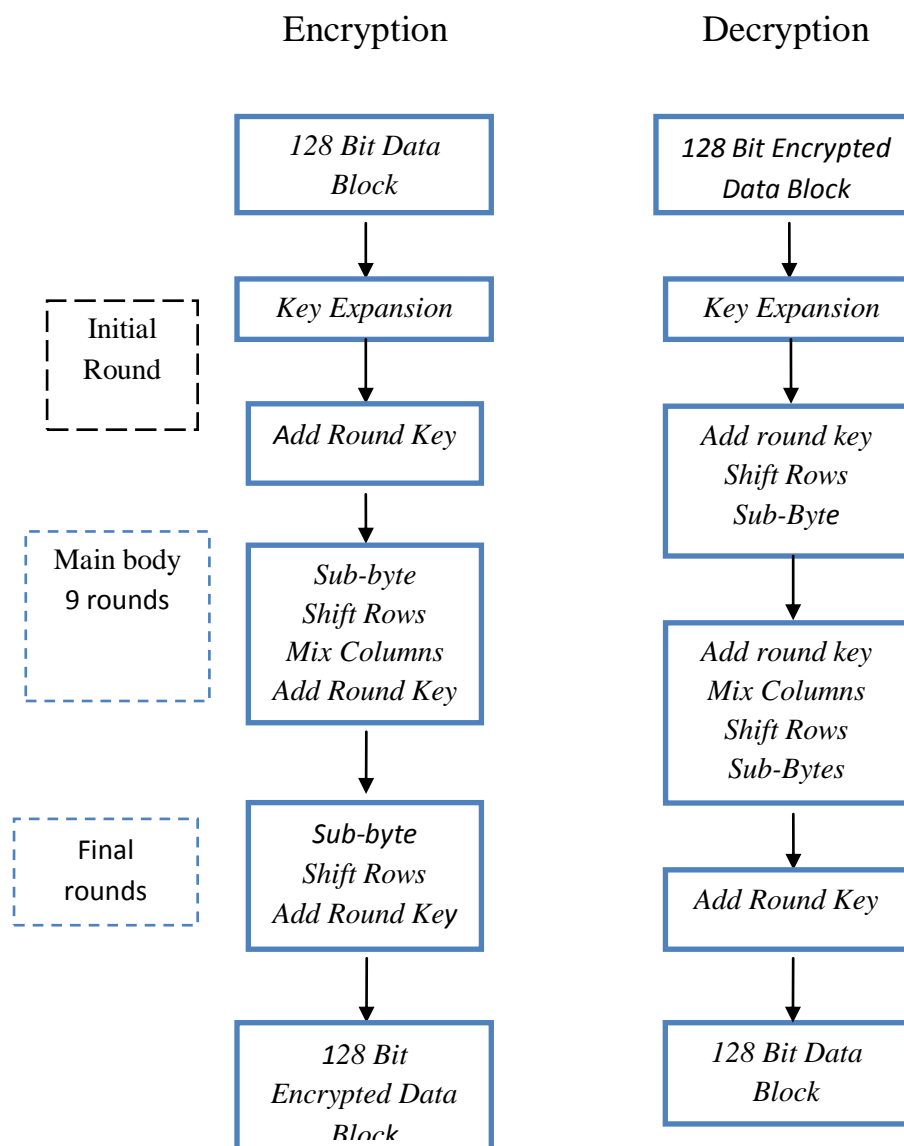 Encryption
128 Bit Data
Block
Key Expansion
Initial
Round
Add Round Key
Main body
9 rounds
Sub-byte
Shift Rows
Mix Columns
Add Round Key
Final
rounds
Sub-byte
Shift Rows
Add Round Key
128 Bit
Encrypted Data
Block
Decryption
128 Bit Encrypted
Data Block
Key Expansion
Add round key
Shift Rows
Sub-Byte
Add round key
Mix Columns
Shift Rows
Sub-Bytes
Add Round Key
128 Bit Data
Block